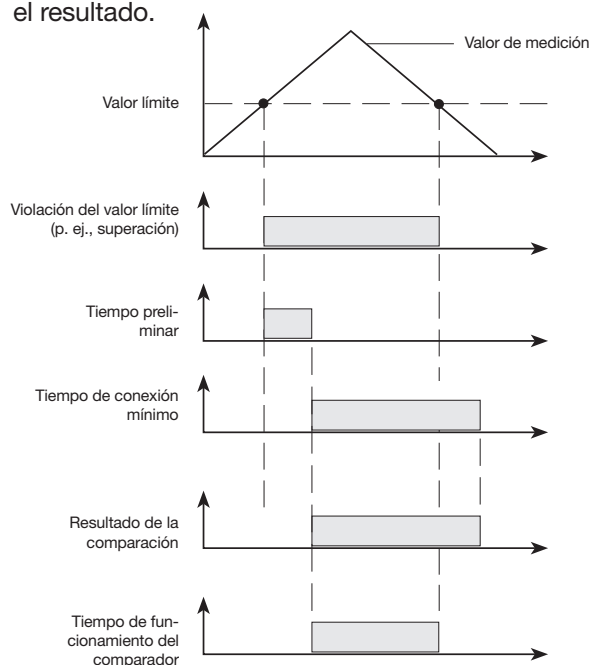 el resultado.
Valor de medición
Valor límite
Violación del valor límite
(p. ej., superación)
Tiempo preli-
minar
Tiempo de conexión
mínimo
Resultado de la
comparación
Tiempo de fun-
cionamiento del
comparador